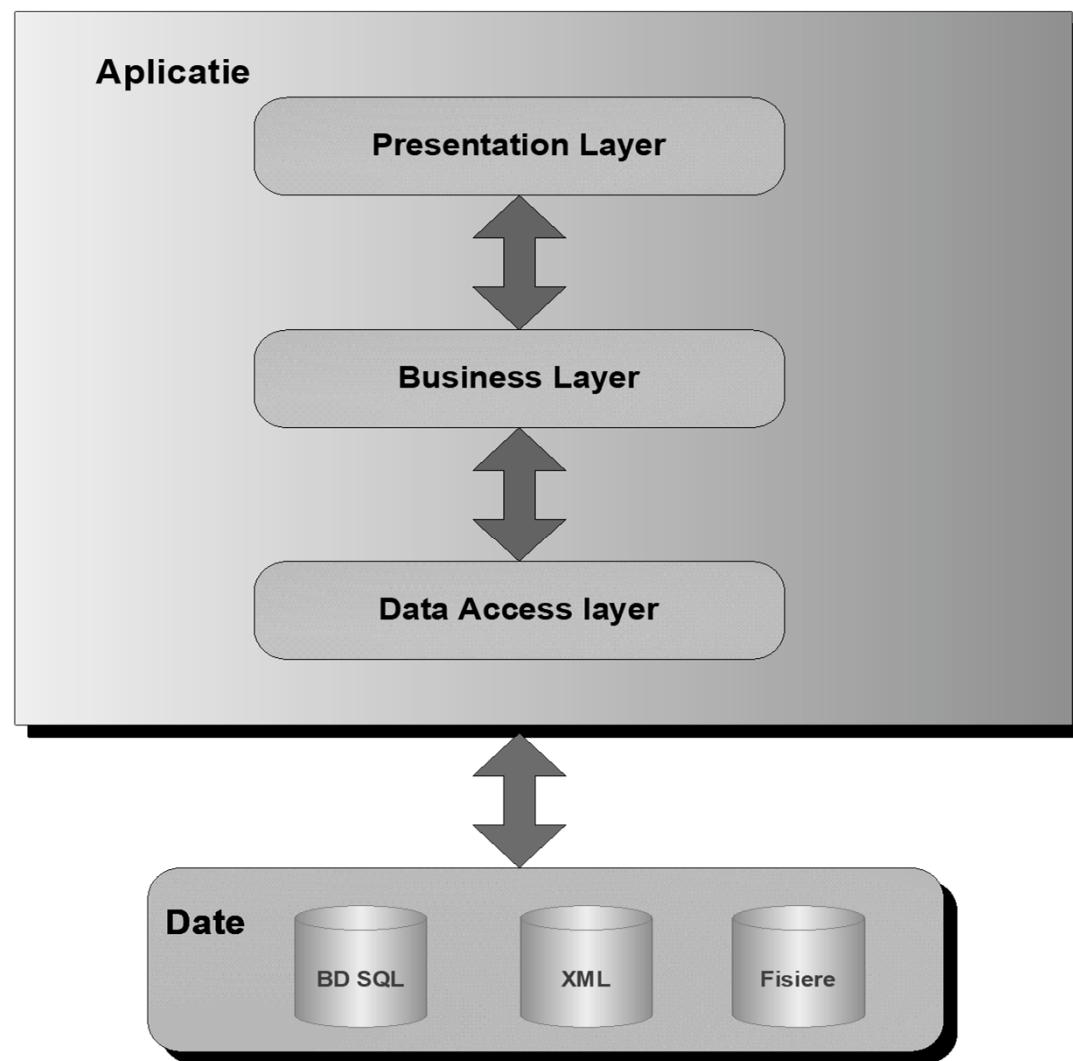 Aplicatie
Presentation Layer
Business Layer
Data Access layer
Date
BD SQL
XML
Fisiere